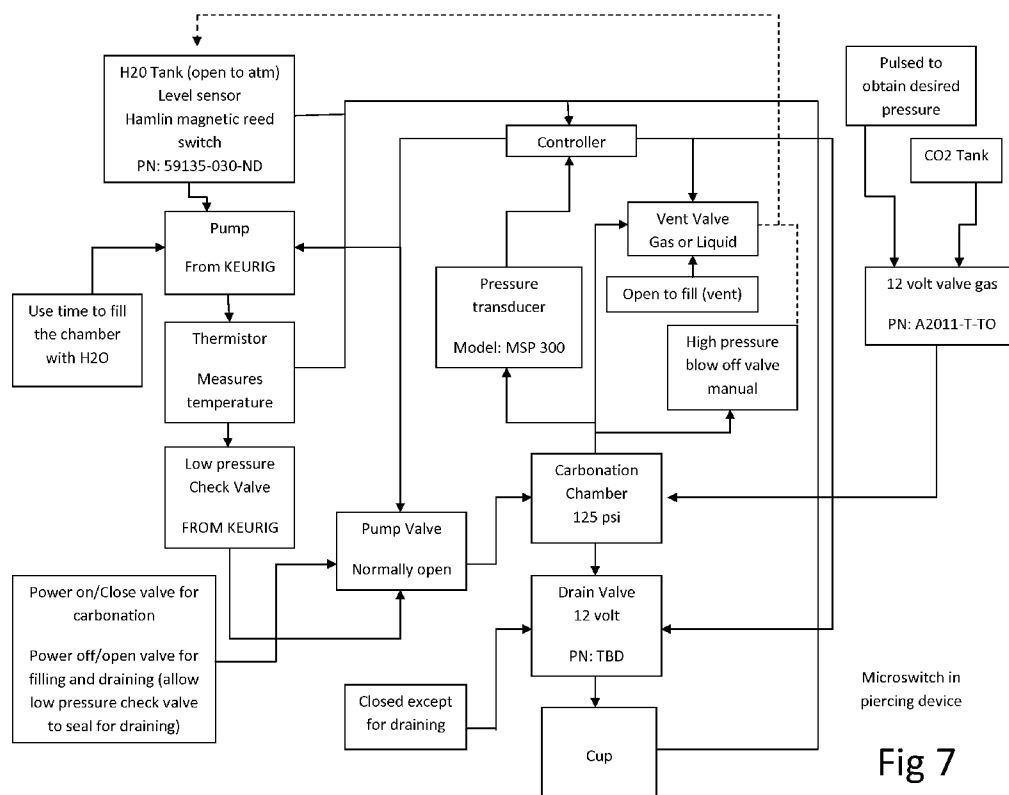 H20 Tank (open to atm)
Level sensor
Hamlin magnetic reed
switch
PN: 59135-030-ND
Pump
From KEURIG
Use time to fill
the chamber
with H2O
Thermistor
Measures
temperature
Low pressure
Check Valve
FROM KEURIG
Power on/Close valve for
carbonation
Power off/open valve for
filling and draining (allow
low pressure check valve
to seal for draining)
Pump Valve
Normally open
Controller
Pressure
transducer
Model: MSP 300
Vent Valve
Gas or Liquid
Open to fill (vent)
High pressure
blow off valve
manual
Pulsed to
obtain desired
pressure
CO2 Tank
12 volt valve gas
PN: A2011-T-TO
Carbonation
Chamber
125 psi
Drain Valve
12 volt
PN: TBD
Closed except
for draining
Cup
Microswitch in
piercing device
Fig 7